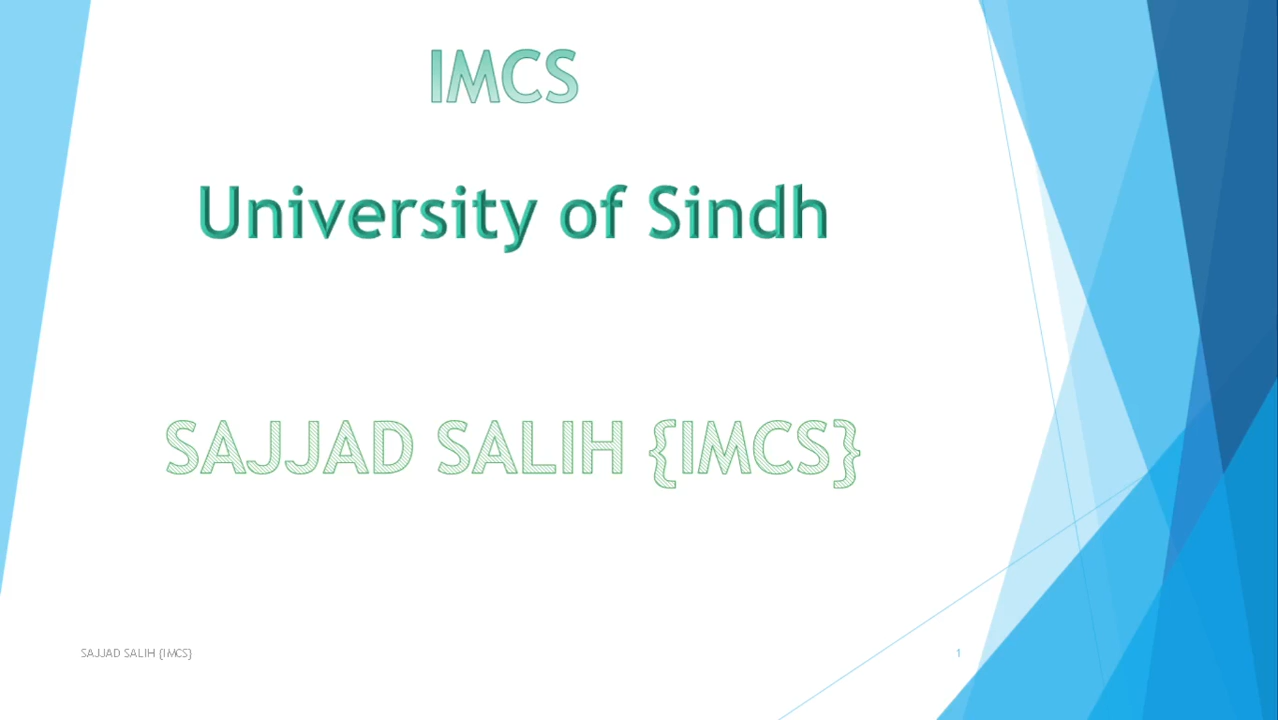 IMCS
University of Sindh
SAJJAD SALIH {IMCS}
SAJJAD SALIH {IMCS}
1